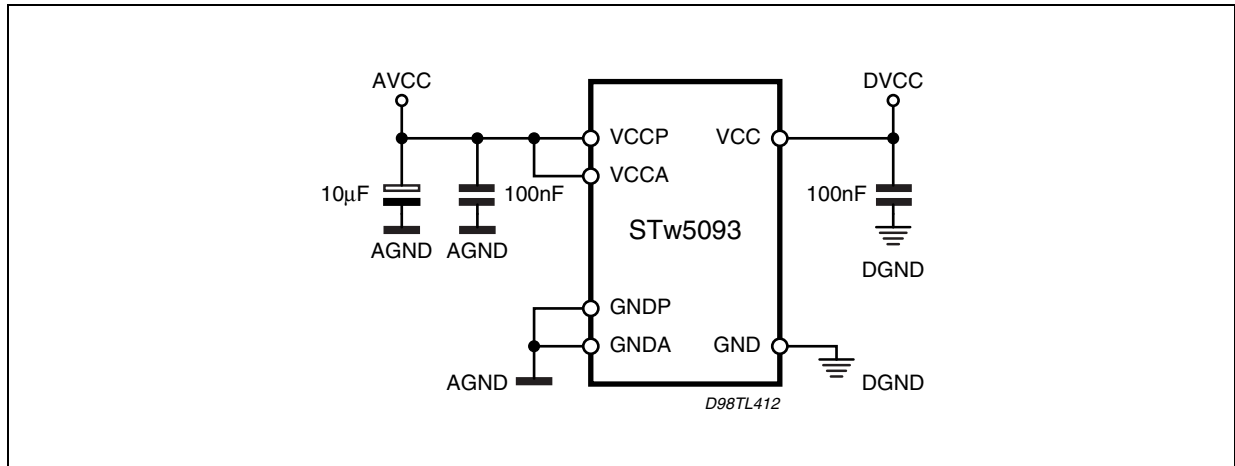 AVCC
DVCC
VCCP
VCC
VCCA
10µF
100nF
100nF
STw5093
AGND
AGND
DGND
GNDP
GNDA
GND
AGND
DGND
D98TL412